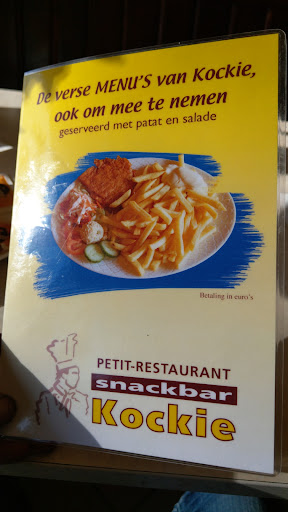 De verse MENU'S van Kockie,
ook om mee te nemen
geserveerd met patat en salade
Betaling in euro's
PETIT-RESTAURANT
snackbar
Kockie